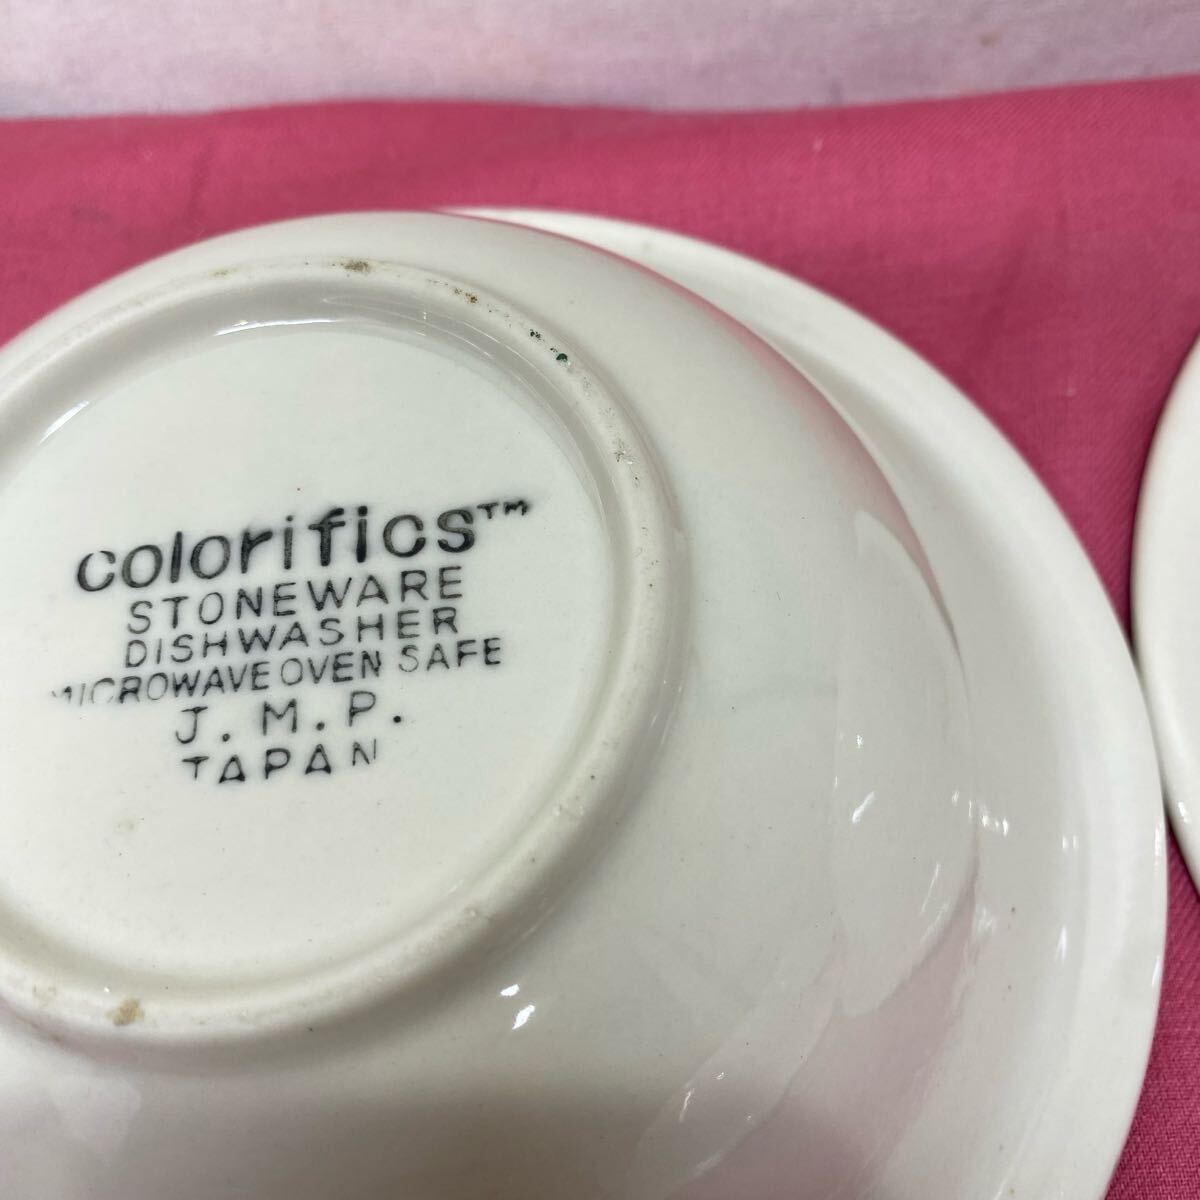 colorifics™
STONEWARE
DISHWASHER
MICROWAVE OVEN SAFE
J.M.P.
JAPAN